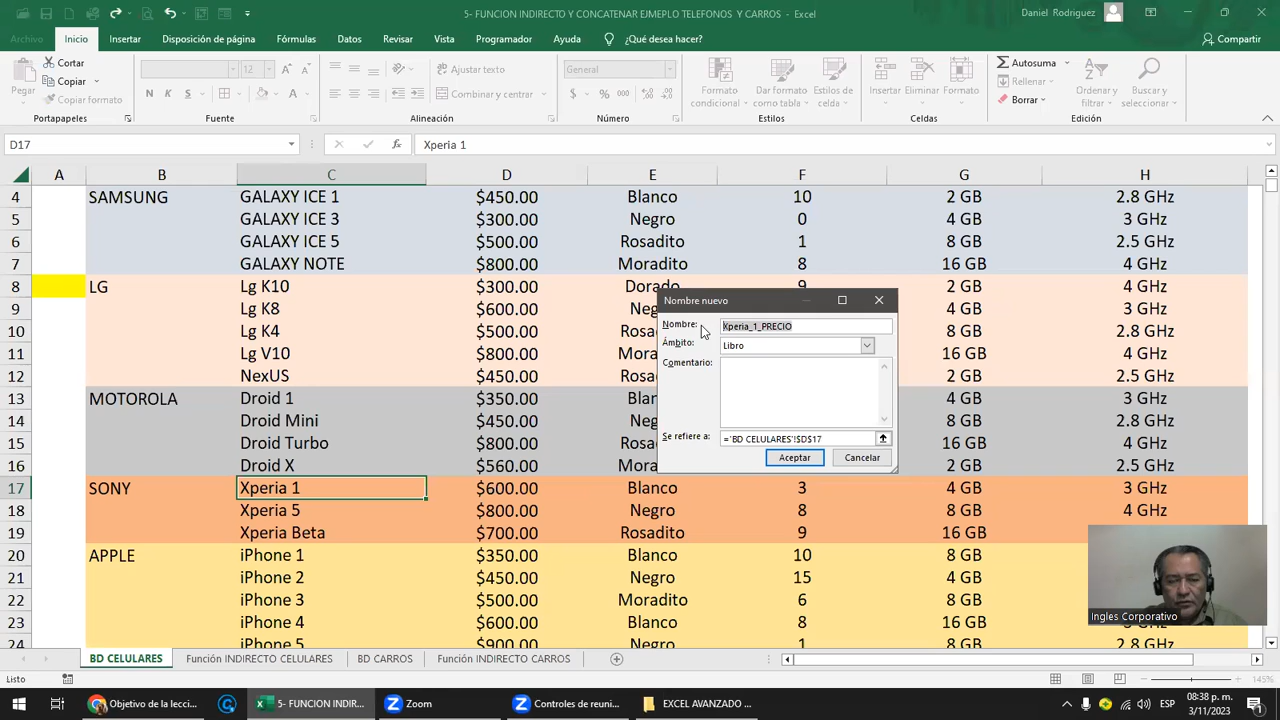 5- FUNCION INDIRECTO Y CONCATENAR EJMEPLO TELEFONOS Y CARROS - Excel
Daniel Rodriguez
Archivo Inicio Insertar Disposición de página Fórmulas Datos Revisar Vista Programador Ayuda ¿Qué desea hacer? Compartir
Pegar
Cortar
Copiar
Copiar formato
12
N K S
Ajustar texto
Combinar y centrar
General
$ % 000
Formato condicional
Dar formato como tabla
Estilos de celda
Insertar Eliminar Formato
Autosuma
Rellenar
Borrar
Ordenar y filtrar
Buscar y seleccionar
Portapapeles Fuente Alineación Número Estilos Celdas Edición
D17 fx Xperia 1
A B C D E F G H
4 SAMSUNG GALAXY ICE 1 $450.00 Blanco 10 2 GB 2.8 GHz
5 GALAXY ICE 3 $300.00 Negro 0 4 GB 3 GHz
6 GALAXY ICE 5 $500.00 Rosadito 1 8 GB 2.5 GHz
7 GALAXY NOTE $800.00 Moradito 8 16 GB 4 GHz
8 LG Lg K10 $300.00 Dorado 9 2 GB 2.8 GHz
9 Lg K8 $600.00 Neg 4 GB 3 GHz
10 Lg K4 $500.00 Rosa 8 GB 2.8 GHz
11 Lg V10 $800.00 Mora 16 GB 4 GHz
12 NexUS $450.00 Rosa 2 GB 2.5 GHz
13 MOTOROLA Droid 1 $350.00 Blan 4 GB 3 GHz
14 Droid Mini $450.00 Neg 8 GB 2.8 GHz
15 Droid Turbo $800.00 Rosa 16 GB 4 GHz
16 Droid X $560.00 Mora 2 GB 2.5 GHz
17 SONY Xperia 1 $600.00 Blanco 3 4 GB 3 GHz
18 Xperia 5 $800.00 Negro 8 8 GB 4 GHz
19 Xperia Beta $700.00 Rosadito 9 16 GB
20 APPLE iPhone 1 $350.00 Blanco 10 8 GB
21 iPhone 2 $450.00 Negro 15 4 GB
22 iPhone 3 $500.00 Moradito 6 8 GB
23 iPhone 4 $600.00 Blanco 8 16 GB
24 iPhone 5 $900.00 Negro 1 8 GB 2.8 GHz
Nombre nuevo
Nombre: Xperia_1_PRECIO
Ámbito: Libro
Comentario:
Se refiere a: ='BD CELULARES'!$D$17
Aceptar Cancelar
Ingles Corporativo
BD CELULARES Función INDIRECTO CELULARES BD CARROS Función INDIRECTO CARROS
Listo 145%
Objetivo de la lecci... 5- FUNCION INDIR... Zoom Controles de reuni... EXCEL AVANZADO ... ESP
08:38 p. m.
3/11/2023